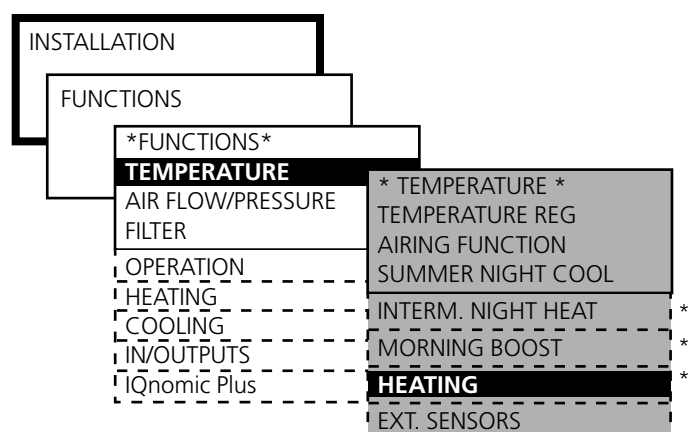 INSTALLATION
FUNCTIONS
*FUNCTIONS*
TEMPERATURE
AIR FLOW/PRESSURE
FILTER
OPERATION
HEATING
COOLING
IN/OUTPUTS
IQnomic Plus
* TEMPERATURE *
TEMPERATURE REG
AIRING FUNCTION
SUMMER NIGHT COOL
INTERM. NIGHT HEAT *
MORNING BOOST *
HEATING *
EXT. SENSORS